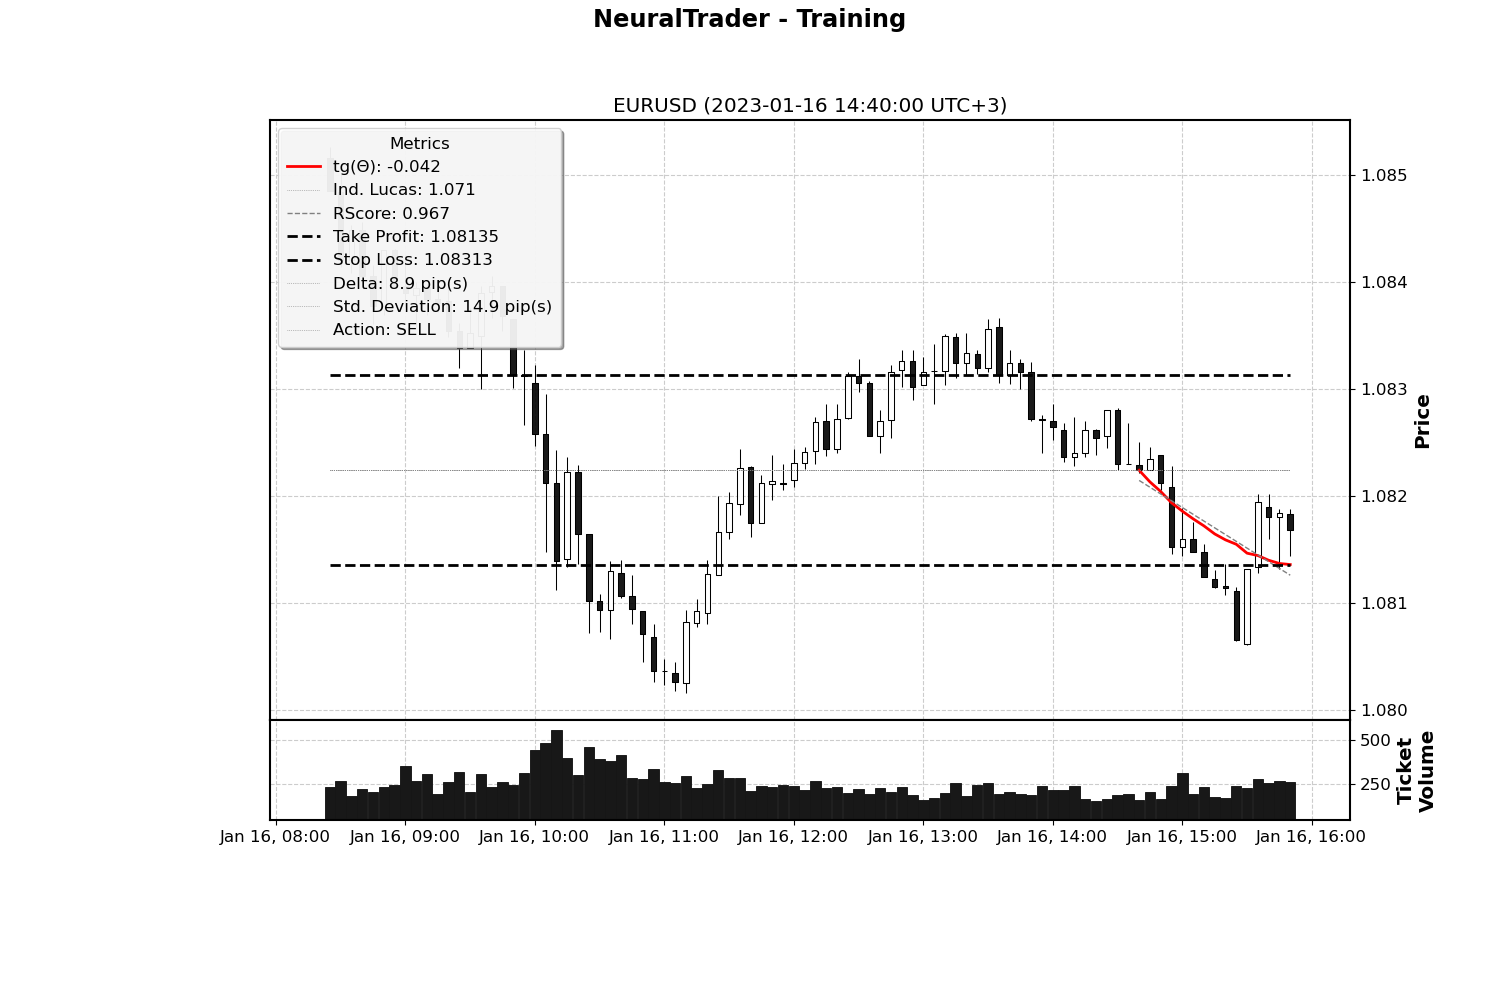 NeuralTrader - Training
EURUSD (2023-01-16 14:40:00 UTC+3)
Metrics
tg(Θ): -0.042
Ind. Lucas: 1.071
RScore: 0.967
Take Profit: 1.08135
Stop Loss: 1.08313
Delta: 8.9 pip(s)
Std. Deviation: 14.9 pip(s)
Action: SELL
1.085
1.084
1.083
1.082
1.081
1.080
Price
500
250
Ticket
Volume
Jan 16, 08:00
Jan 16, 09:00
Jan 16, 10:00
Jan 16, 11:00
Jan 16, 12:00
Jan 16, 13:00
Jan 16, 14:00
Jan 16, 15:00
Jan 16, 16:00